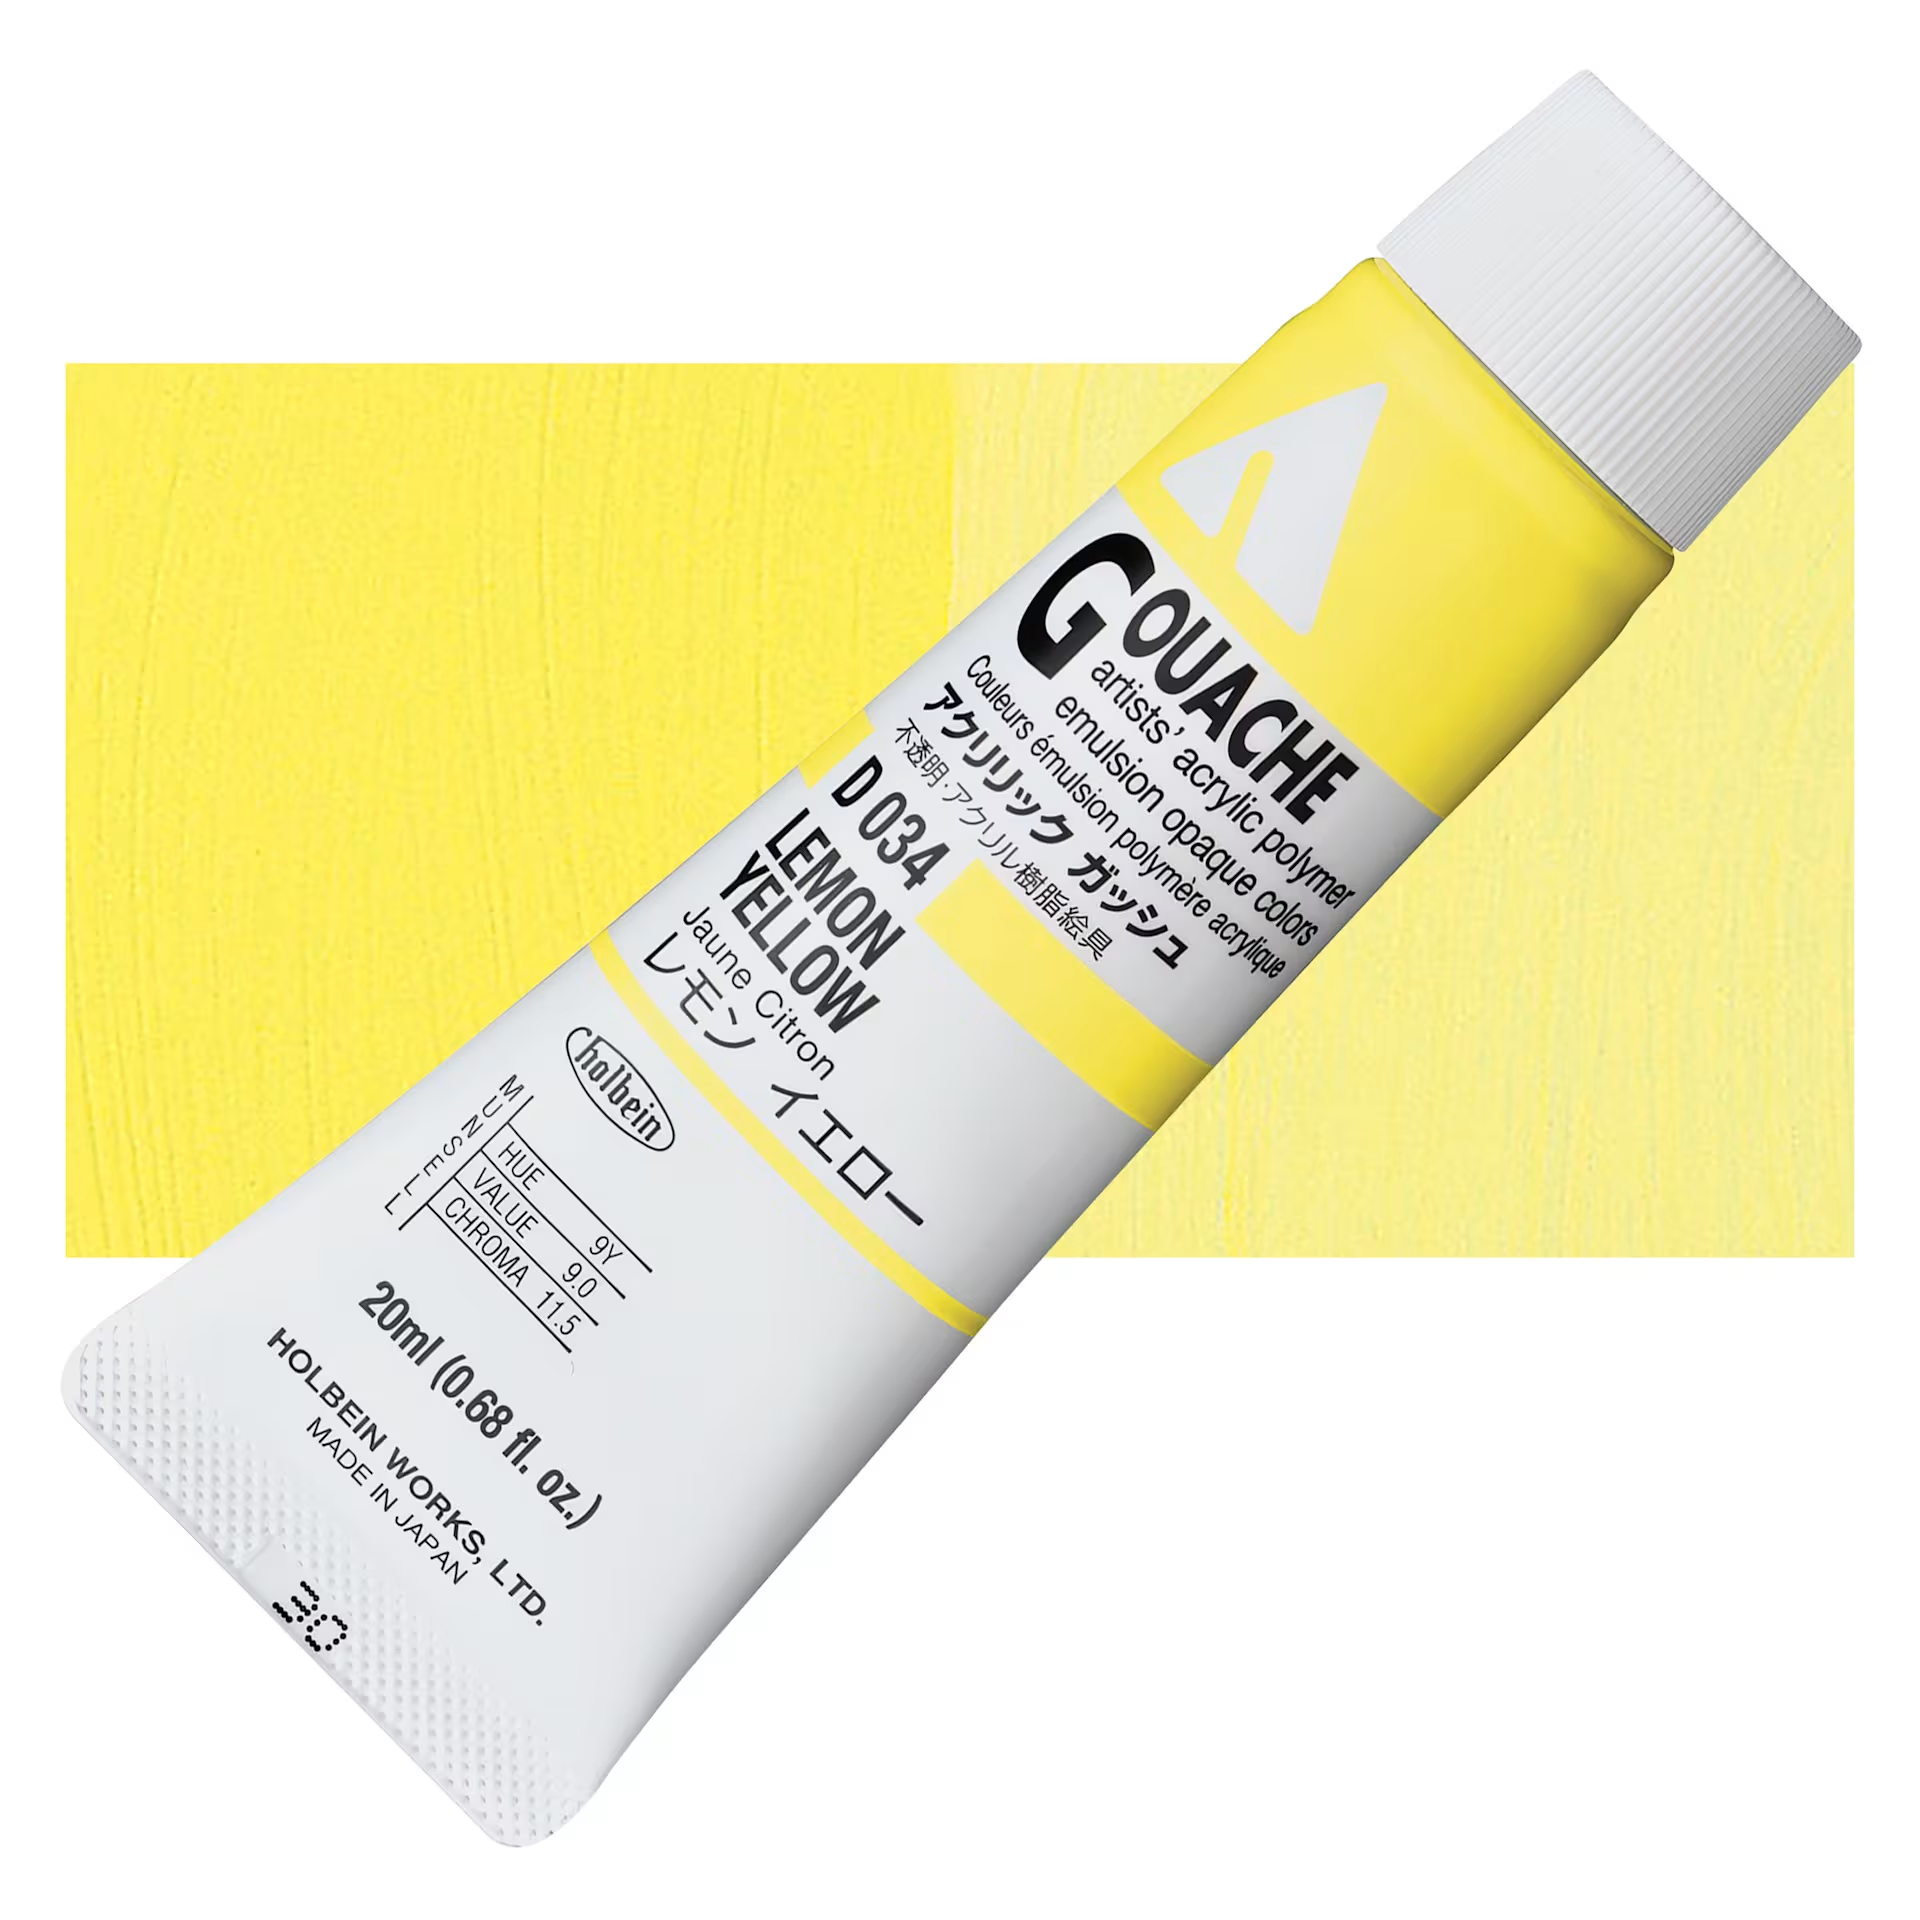 GOUACHE
artists' acrylic polymer
emulsion opaque colors
Couleurs émulsion polymère acrylique
アクリリック ガッシュ
不透明・アクリル樹脂絵具
D 034
LEMON
YELLOW
Jaune Citron
レモン イエロー
holbein
MUNSELL
HUE 9Y
VALUE 9.0
CHROMA 11.5
20ml (0.68 fl. oz.)
HOLBEIN WORKS, LTD.
MADE IN JAPAN
30